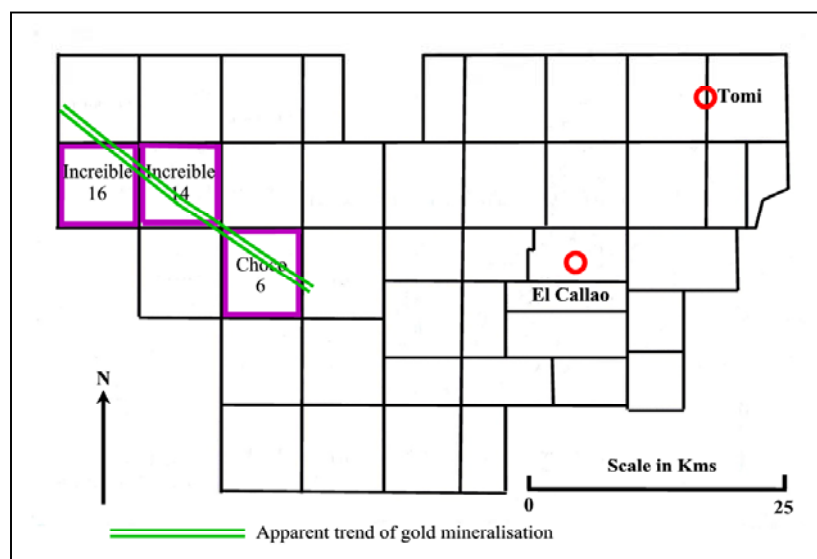 Tomi
Increible
16
Increible
14
Choco
6
El Callao
N
Scale in Kms
0 25
Apparent trend of gold mineralisation